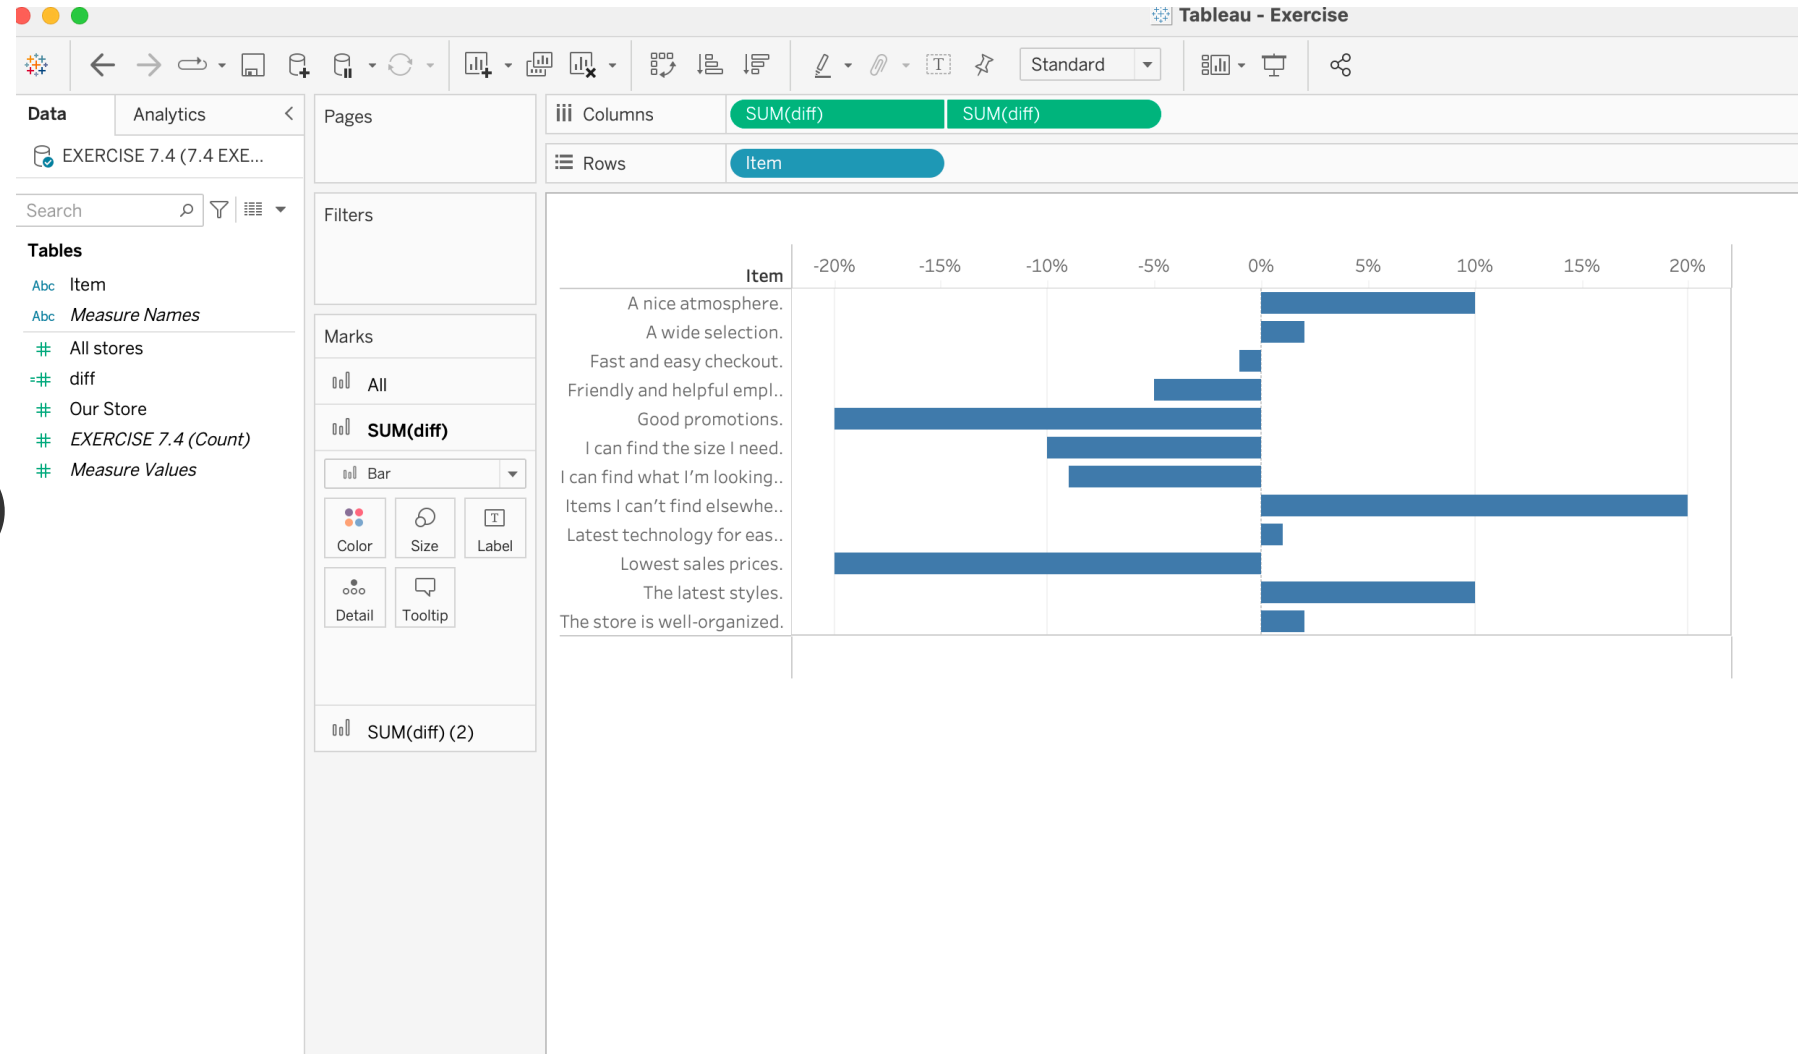 Tableau - Exercise
Standard
Data
Analytics
EXERCISE 7.4 (7.4 EXE...
Search
Tables
Abc Item
Abc Measure Names
All stores
diff
Our Store
EXERCISE 7.4 (Count)
Measure Values
Pages
Filters
Marks
All
SUM(diff)
Bar
Color Size T Label
Detail Tooltip
SUM(diff) (2)
Columns SUM(diff) SUM(diff)
Rows Item
Item -20% -15% -10% -5% 0% 5% 10% 15% 20%
A nice atmosphere.
A wide selection.
Fast and easy checkout.
Friendly and helpful empl..
Good promotions.
I can find the size I need.
I can find what I’m looking..
Items I can’t find elsewhe..
Latest technology for eas..
Lowest sales prices.
The latest styles.
The store is well-organized.